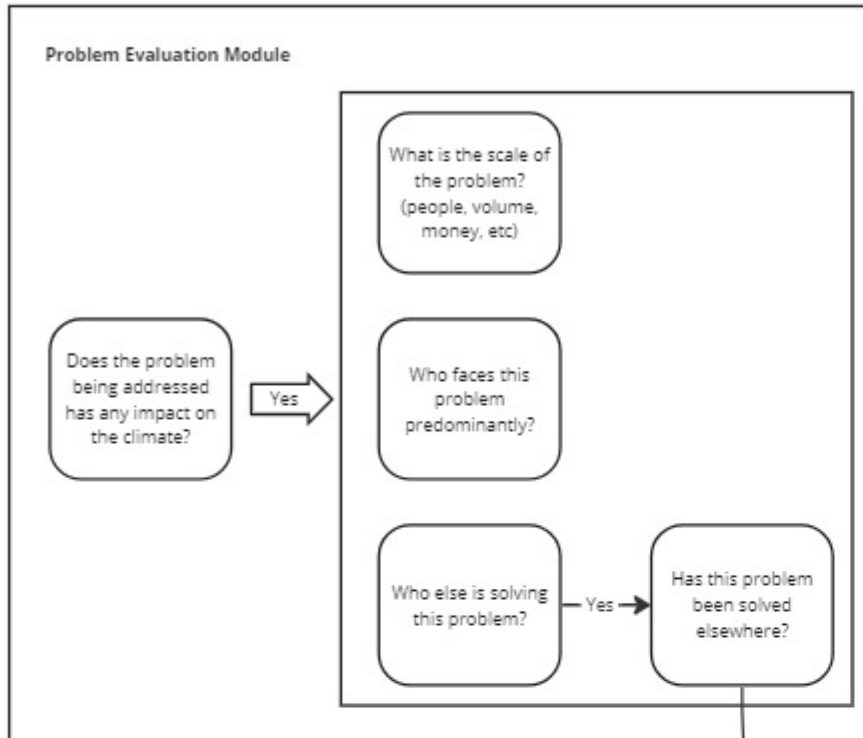 Problem Evaluation Module
What is the scale of
the problem?
(people, volume,
money, etc)
Does the problem
being addressed
has any impact on
the climate?
Yes
Who faces this
problem
predominantly?
Who else is solving
this problem?
Yes
Has this problem
been solved
elsewhere?